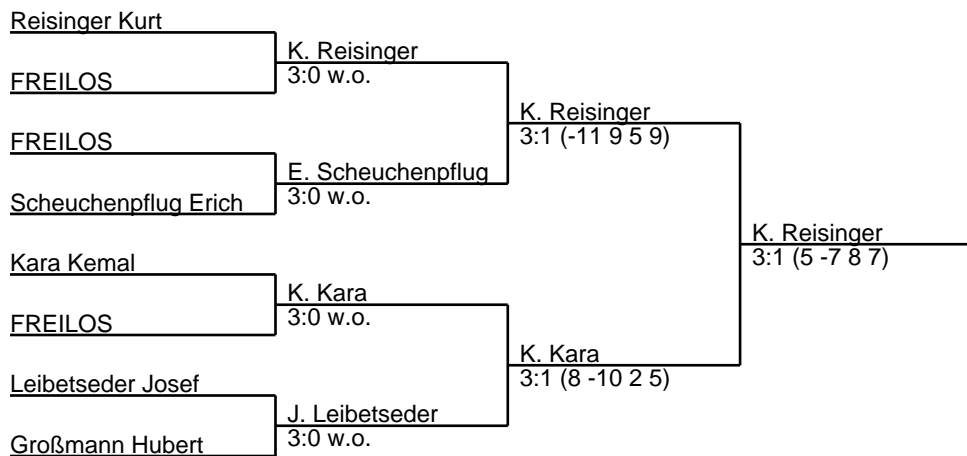 Reisinger Kurt
FREILOS
FREILOS
Scheuchenpflug Erich
Kara Kemal
FREILOS
Leibetseder Josef
Großmann Hubert
K. Reisinger
3:0 w.o.
E. Scheuchenpflug
3:0 w.o.
K. Kara
3:0 w.o.
J. Leibetseder
3:0 w.o.
K. Reisinger
3:1 (-11 9 5 9)
K. Kara
3:1 (8 -10 2 5)
K. Reisinger
3:1 (5 -7 8 7)